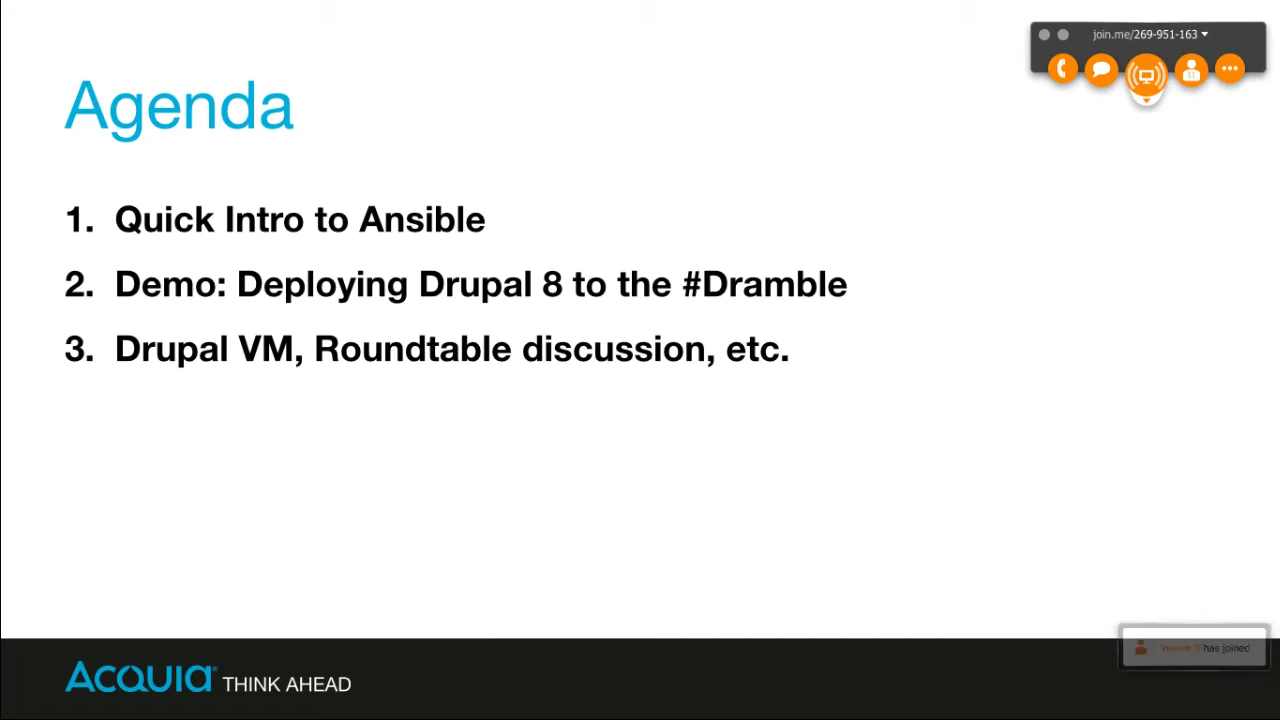 join.me/269-951-163
Agenda
1. Quick Intro to Ansible
2. Demo: Deploying Drupal 8 to the #Dramble
3. Drupal VM, Roundtable discussion, etc.
has joined
ACQUIA® THINK AHEAD